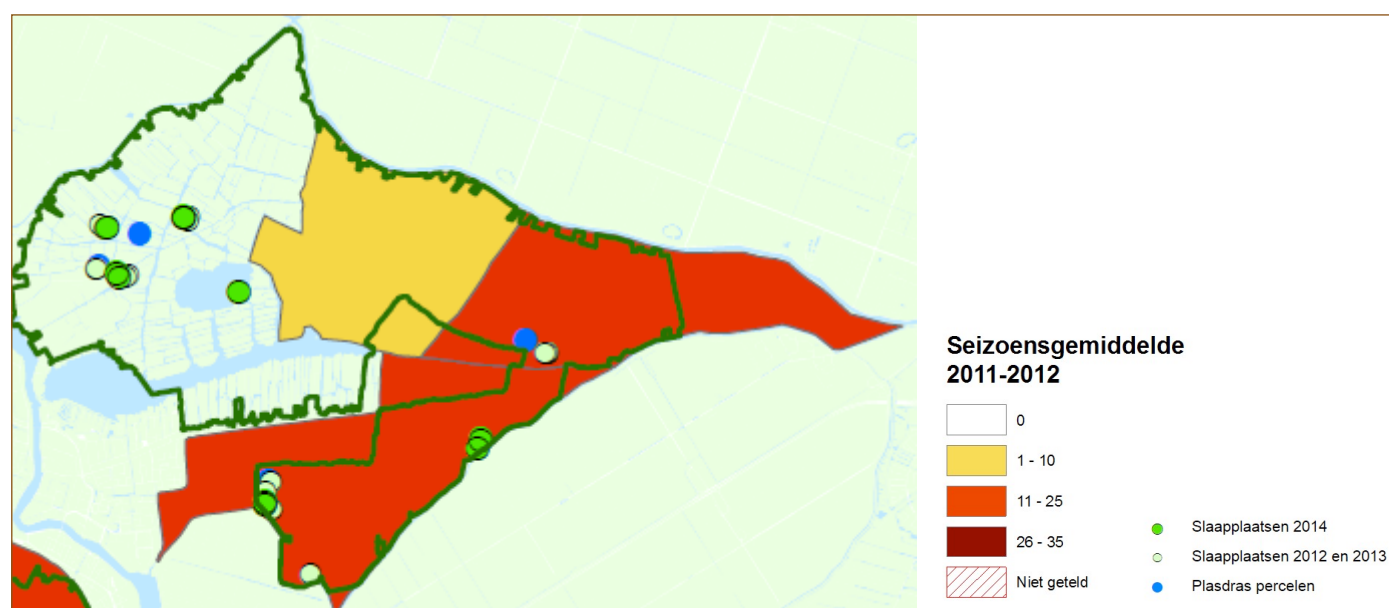 Seizoensgemiddelde
2011-2012
0
1 - 10
11 - 25
26 - 35
Niet geteld
Slaapplaatsen 2014
Slaapplaatsen 2012 en 2013
Plasdras percelen